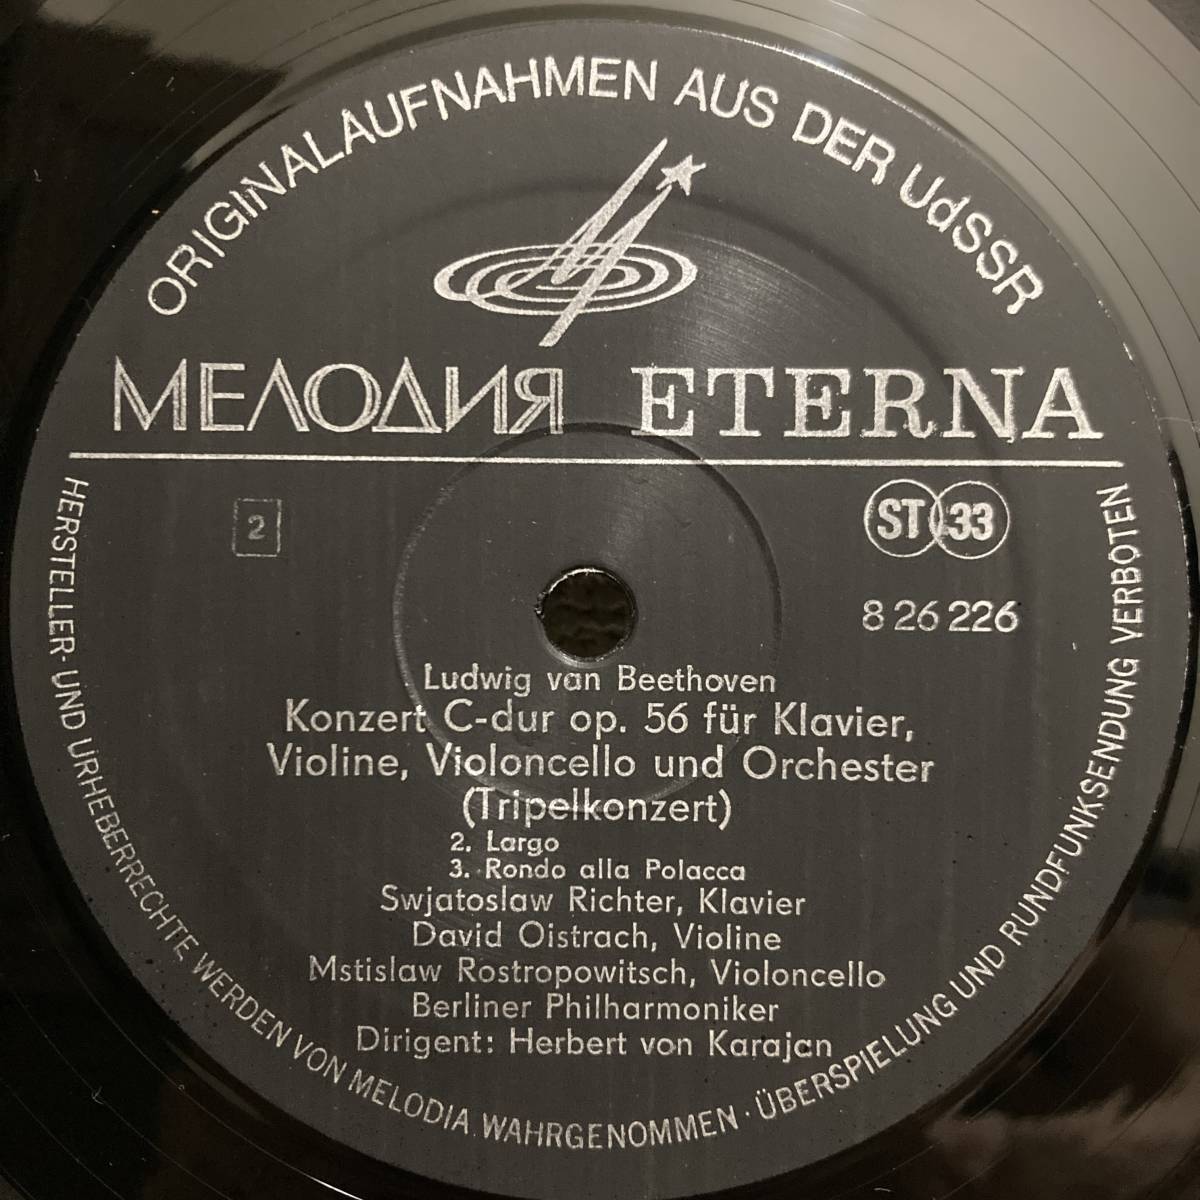 ORIGINALAUFNAHMEN AUS DER UdSSR
МЕЛОДИЯ ETERNA
2
ST 33
8 26 226
Ludwig van Beethoven
Konzert C-dur op. 56 für Klavier,
Violine, Violoncello und Orchester
(Tripelkonzert)
2. Largo
3. Rondo alla Polacca
Swjatoslaw Richter, Klavier
David Oistrach, Violine
Mstislaw Rostropowitsch, Violoncello
Berliner Philharmoniker
Dirigent: Herbert von Karajan
HERSTELLER- UND URHEBERRECHTE WERDEN VON MELODIA WAHRGENOMMEN · ÜBERSPIELUNG UND RUNDFUNKSENDUNG VERBOTEN